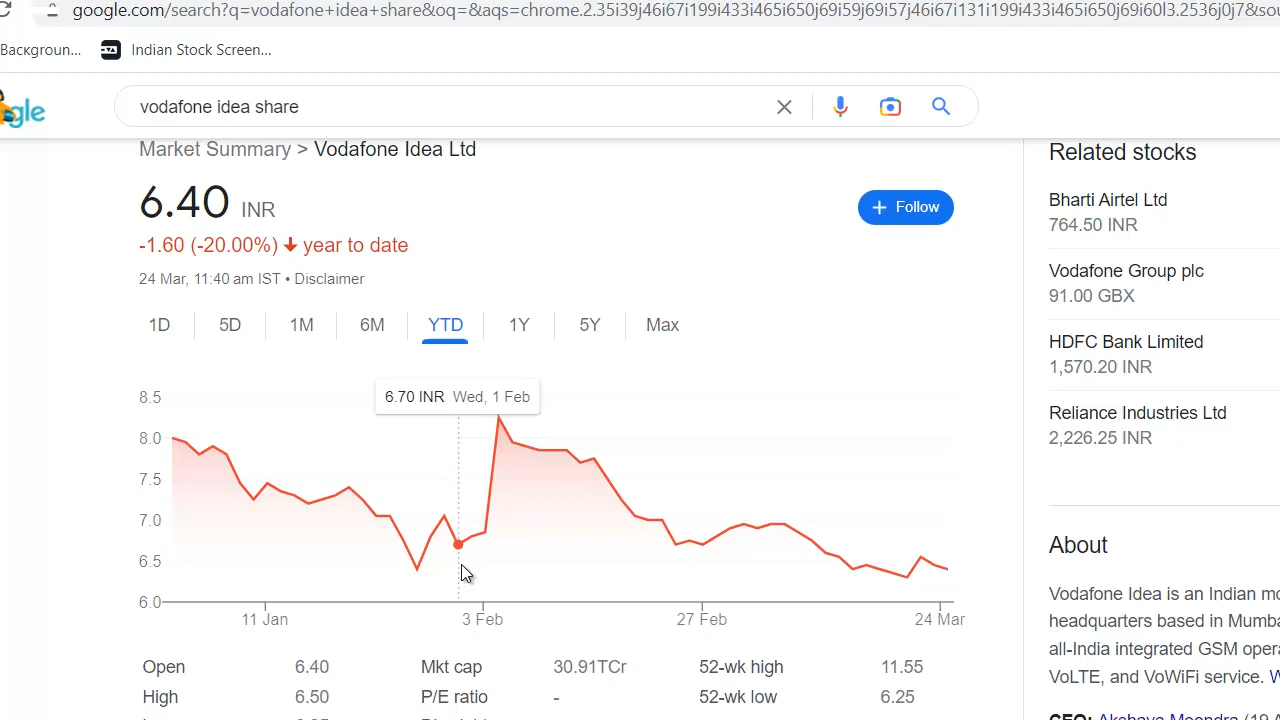 google.com/search?q=vodafone+idea+share&oq=&aqs=chrome.2.35i39j46i67i199i433i465i650j69i59j69i57j46i67i131i199i433i465i650j69i60l3.2536j0j7&sou
Backgroun...
Indian Stock Screen...
gle
vodafone idea share
Market Summary > Vodafone Idea Ltd
6.40 INR
+ Follow
-1.60 (-20.00%) year to date
24 Mar, 11:40 am IST • Disclaimer
1D 5D 1M 6M YTD 1Y 5Y Max
6.70 INR Wed, 1 Feb
8.5
8.0
7.5
7.0
6.5
6.0
11 Jan 3 Feb 27 Feb 24 Mar
Open 6.40 Mkt cap 30.91TCr 52-wk high 11.55
High 6.50 P/E ratio - 52-wk low 6.25
Related stocks
Bharti Airtel Ltd
764.50 INR
Vodafone Group plc
91.00 GBX
HDFC Bank Limited
1,570.20 INR
Reliance Industries Ltd
2,226.25 INR
About
Vodafone Idea is an Indian mo
headquarters based in Mumba
all-India integrated GSM opera
VoLTE, and VoWiFi service. W
CEO: Akshaya Moondra (19 A